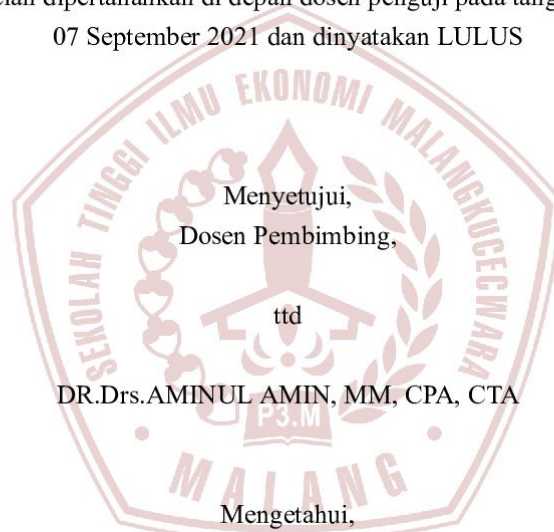 telah dipertahankan di depan dosen penguji pada
07 September 2021 dan dinyatakan LULUS
SEKOLAH TINGGI ILMU EKONOMI MALANGKUCECWARA
Menyetujui,
Dosen Pembimbing,
ttd
DR.Drs.AMINUL AMIN, MM, CPA, CTA
P3.M
MALANG
Mengetahui,